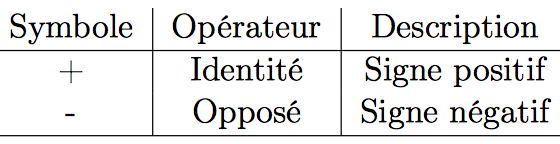 Symbole Opérateur Description
+ Identité Signe positif
- Opposé Signe négatif